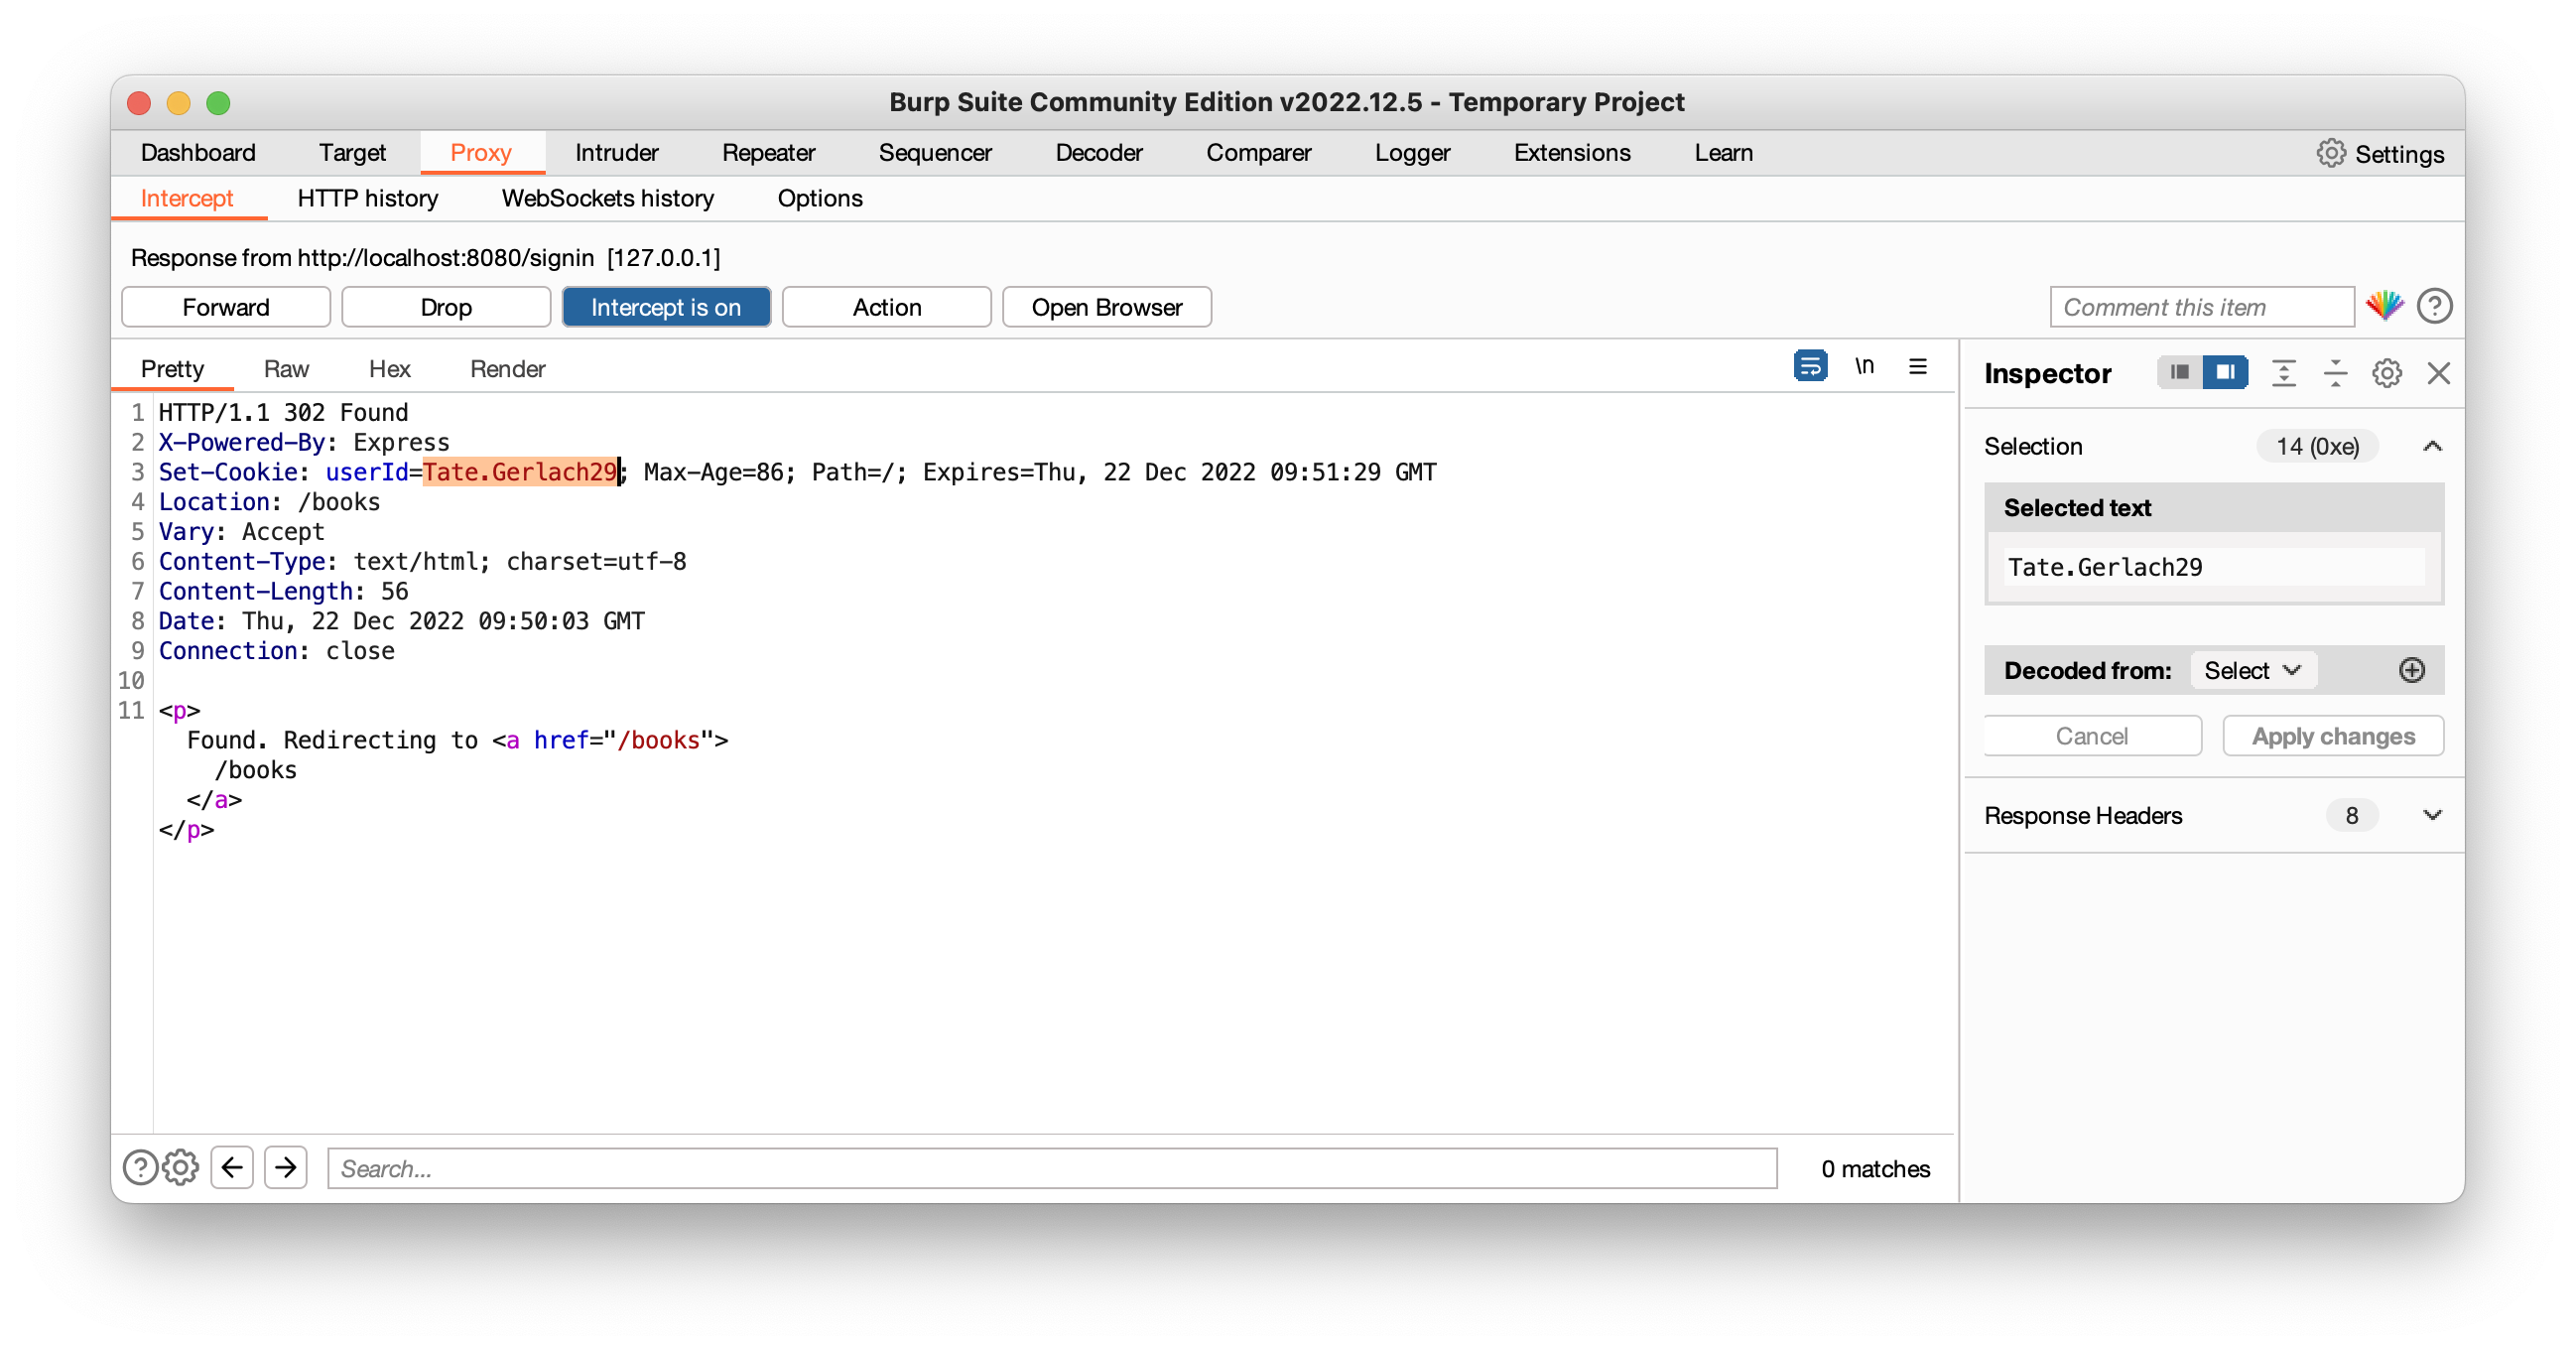 Burp Suite Community Edition v2022.12.5 - Temporary Project
Dashboard Target Proxy Intruder Repeater Sequencer Decoder Comparer Logger Extensions Learn Settings
Intercept HTTP history WebSockets history Options
Response from http://localhost:8080/signin [127.0.0.1]
Forward Drop Intercept is on Action Open Browser Comment this item ?
Pretty Raw Hex Render \n
Inspector
1 HTTP/1.1 302 Found
2 X-Powered-By: Express
3 Set-Cookie: userId=Tate.Gerlach29; Max-Age=86; Path=/; Expires=Thu, 22 Dec 2022 09:51:29 GMT
4 Location: /books
5 Vary: Accept
6 Content-Type: text/html; charset=utf-8
7 Content-Length: 56
8 Date: Thu, 22 Dec 2022 09:50:03 GMT
9 Connection: close
10
11 <p>
Found. Redirecting to <a href="/books">
/books
</a>
</p>
Selection 14 (0xe)
Selected text
Tate.Gerlach29
Decoded from: Select
Cancel Apply changes
Response Headers 8
? Search... 0 matches